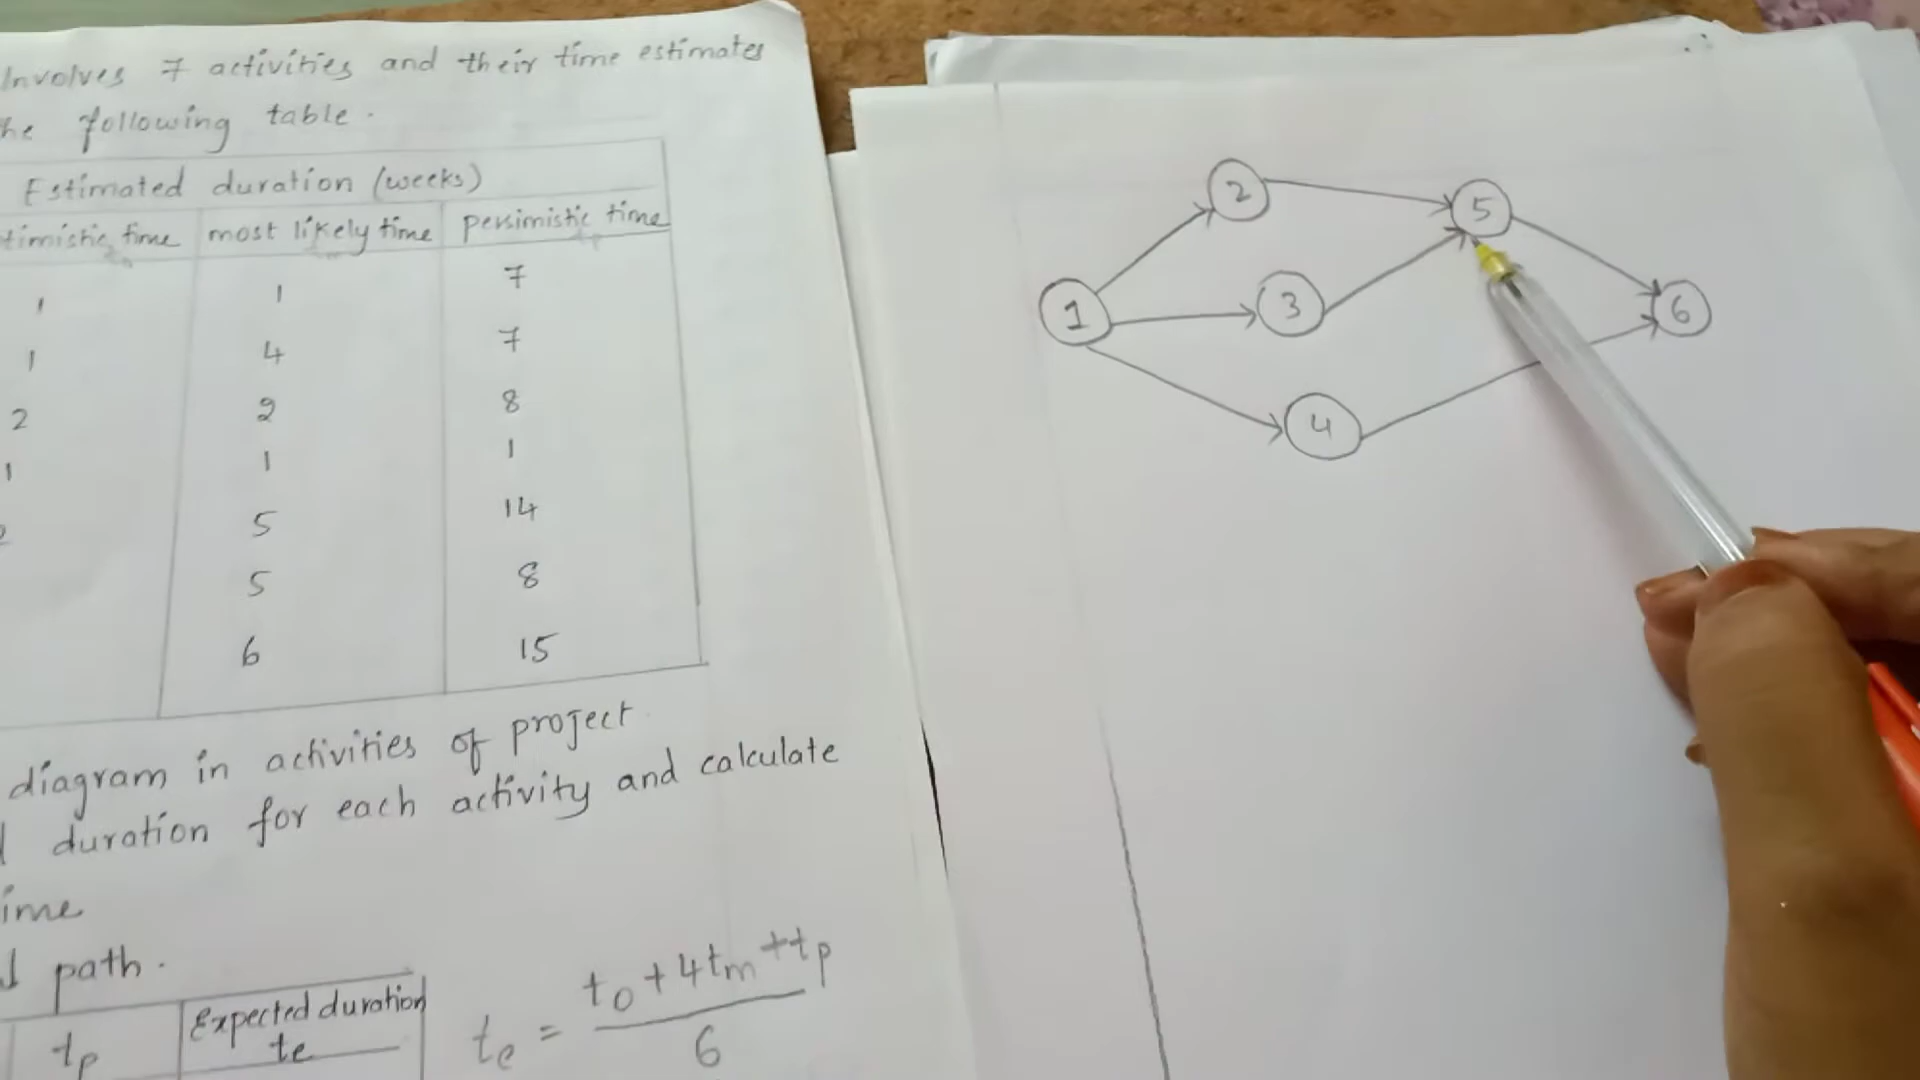 Involves 7 activities and their time estimates
he following table.
Estimated duration (weeks)
timistic time most likely time pensimistic time
1 1 7
1 4 7
2 2 8
1 1 1
2 5 14
5 8
6 15
diagram in activities of project
duration for each activity and calculate
ime
path.
tp Expected duration te
te = to + 4tm + tp / 6
1
2
3
4
5
6